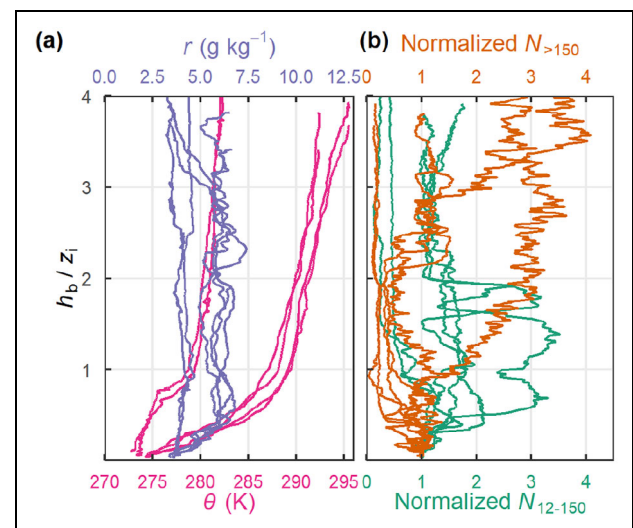 (a)
r (g kg⁻¹)
0.0 2.5 5.0 7.5 10.0 12.5
(b)
Normalized N>150
0 1 2 3 4
4
3
2
1
hb / zi
270 275 280 285 290 295
θ (K)
0 1 2 3 4
Normalized N12-150